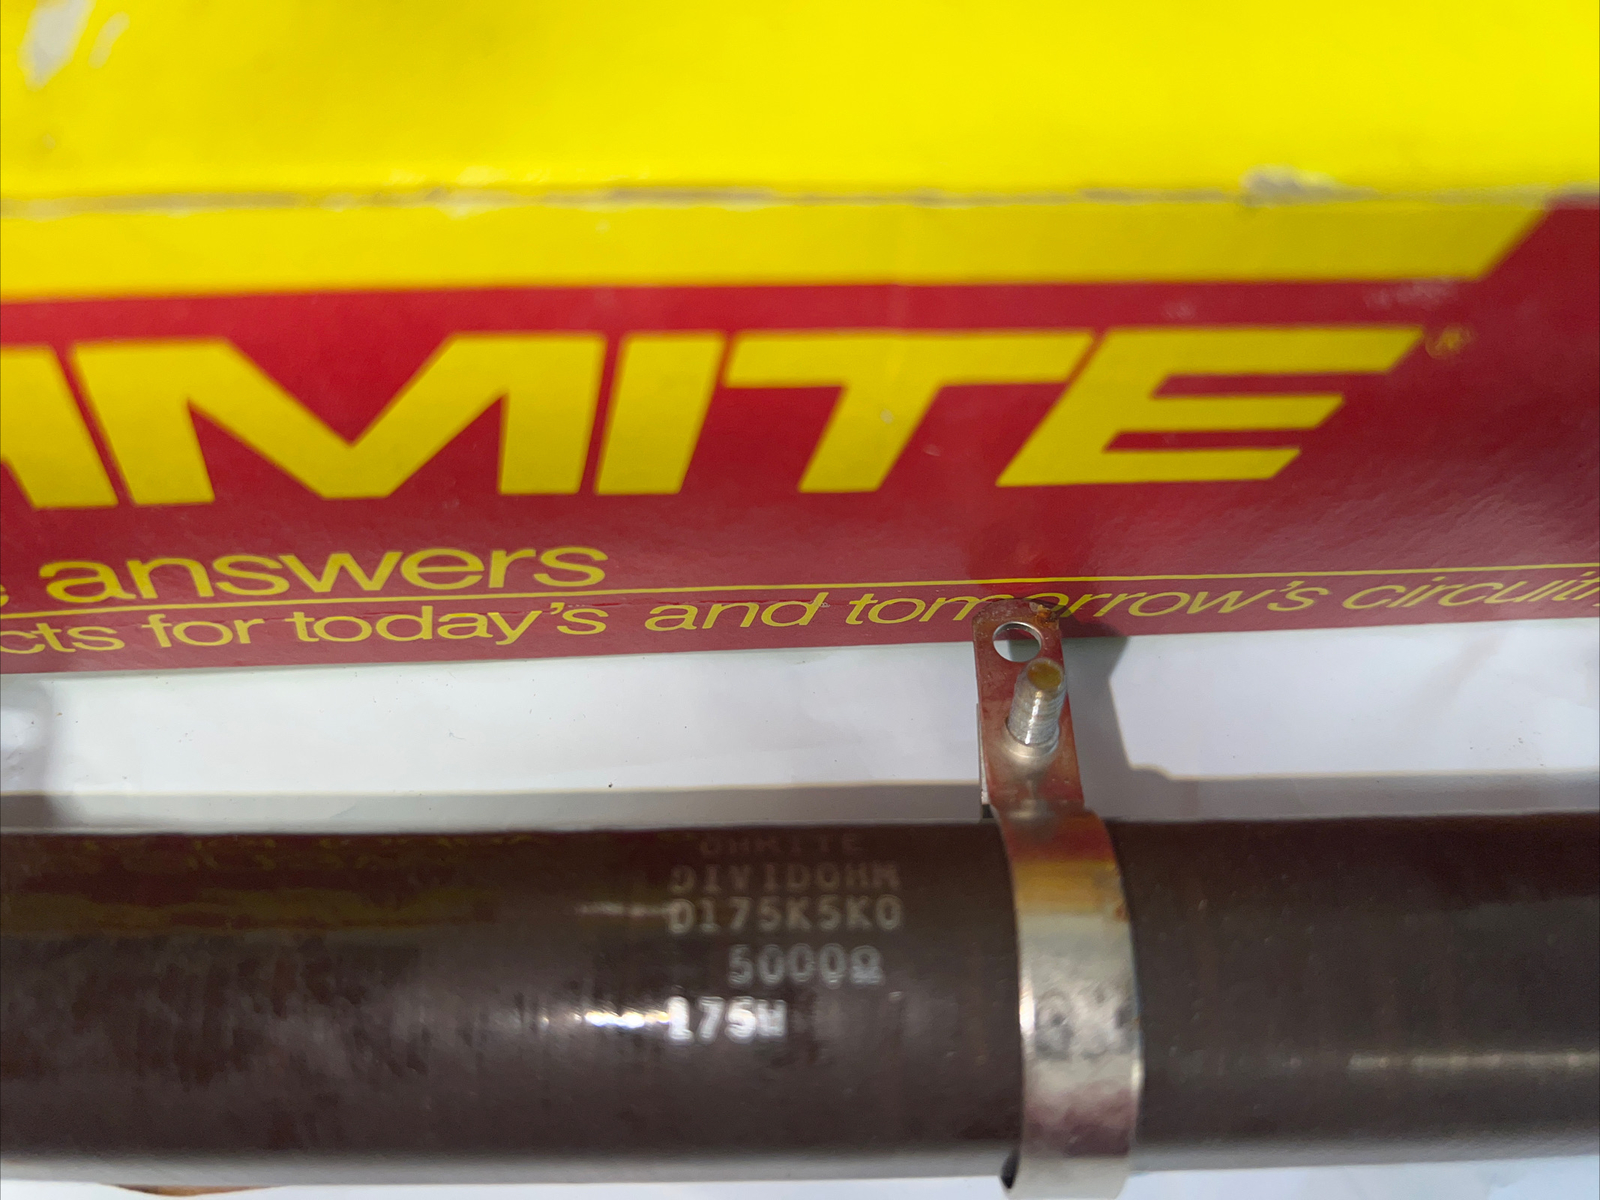 MITE®
answers
cts for today's and tomorrow's circuit
OHMITE
DIVIDOHM
D175K5K0
5000Ω
175W